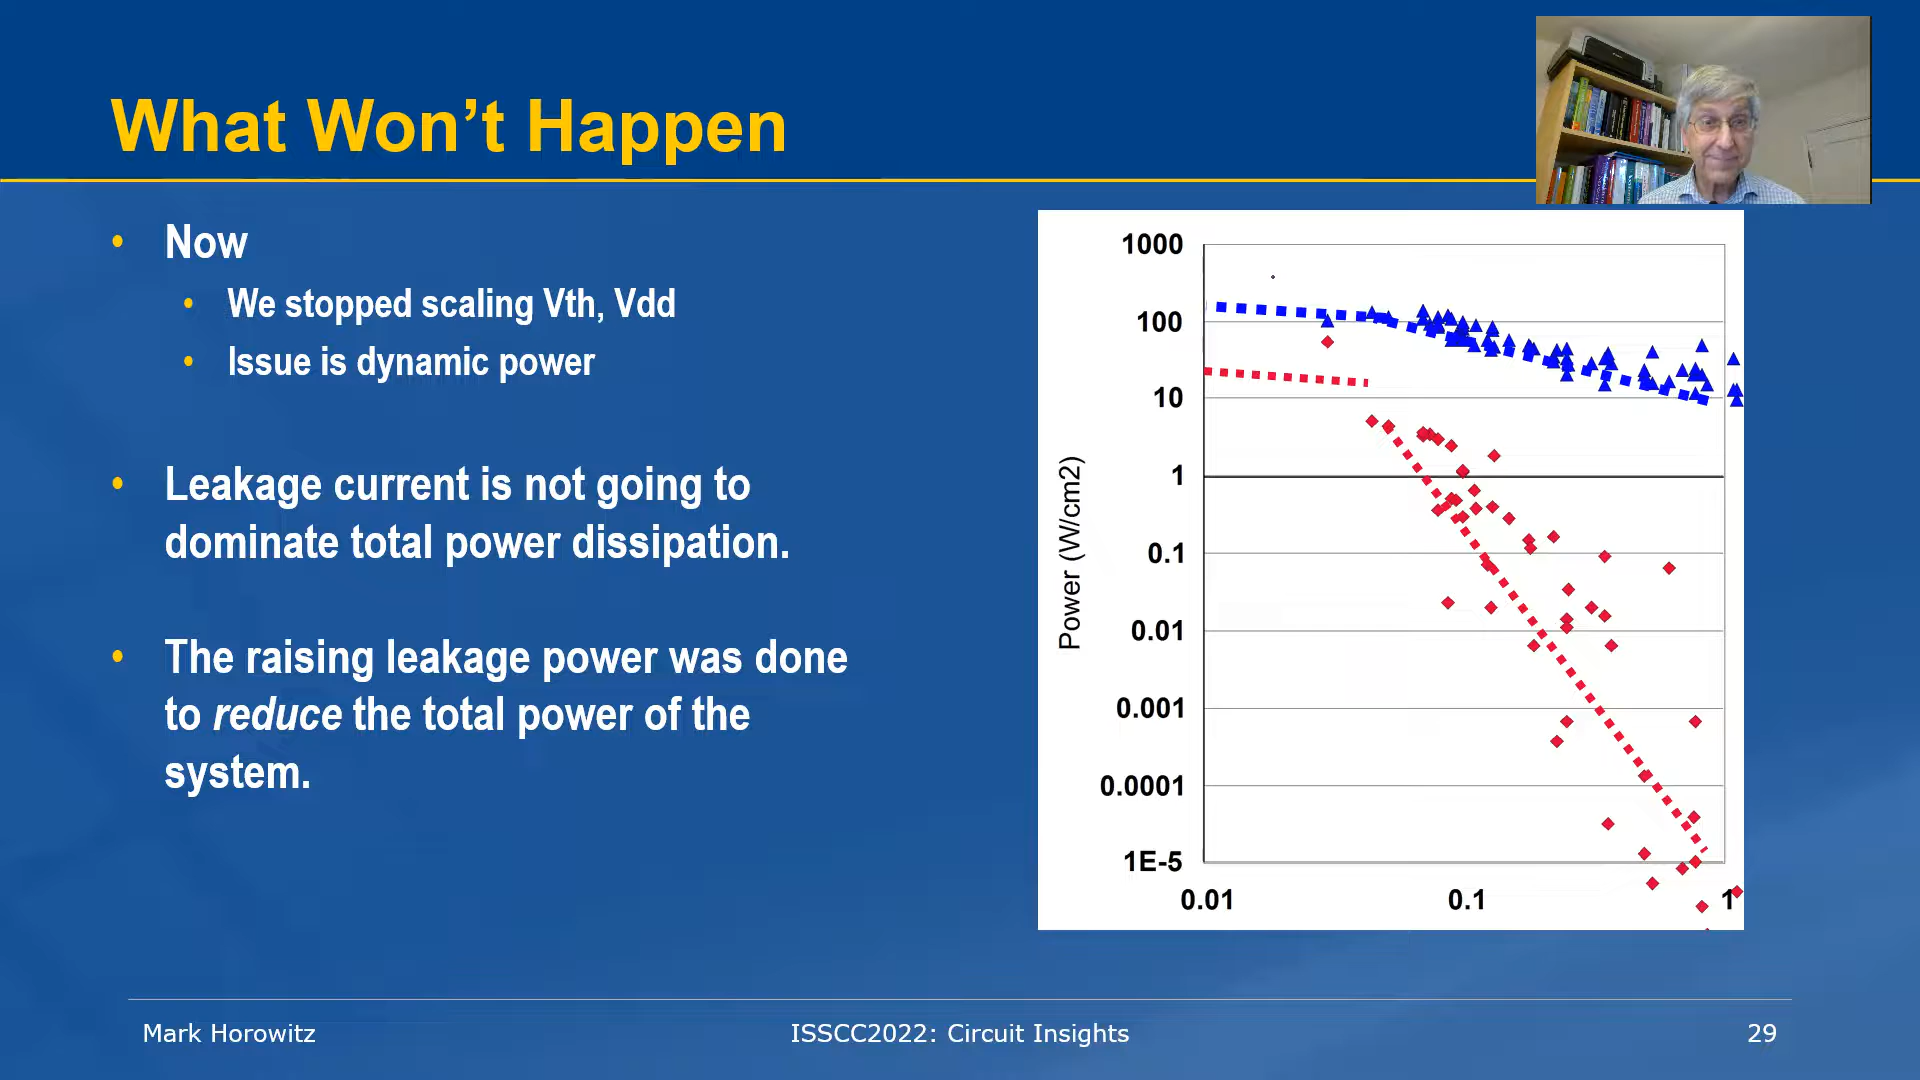 What Won't Happen
• Now
• We stopped scaling Vth, Vdd
• Issue is dynamic power
• Leakage current is not going to
dominate total power dissipation.
• The raising leakage power was done
to reduce the total power of the
system.
Power (W/cm2)
1000
100
10
1
0.1
0.01
0.001
0.0001
1E-5
0.01 0.1 1
Mark Horowitz
ISSCC2022: Circuit Insights
29